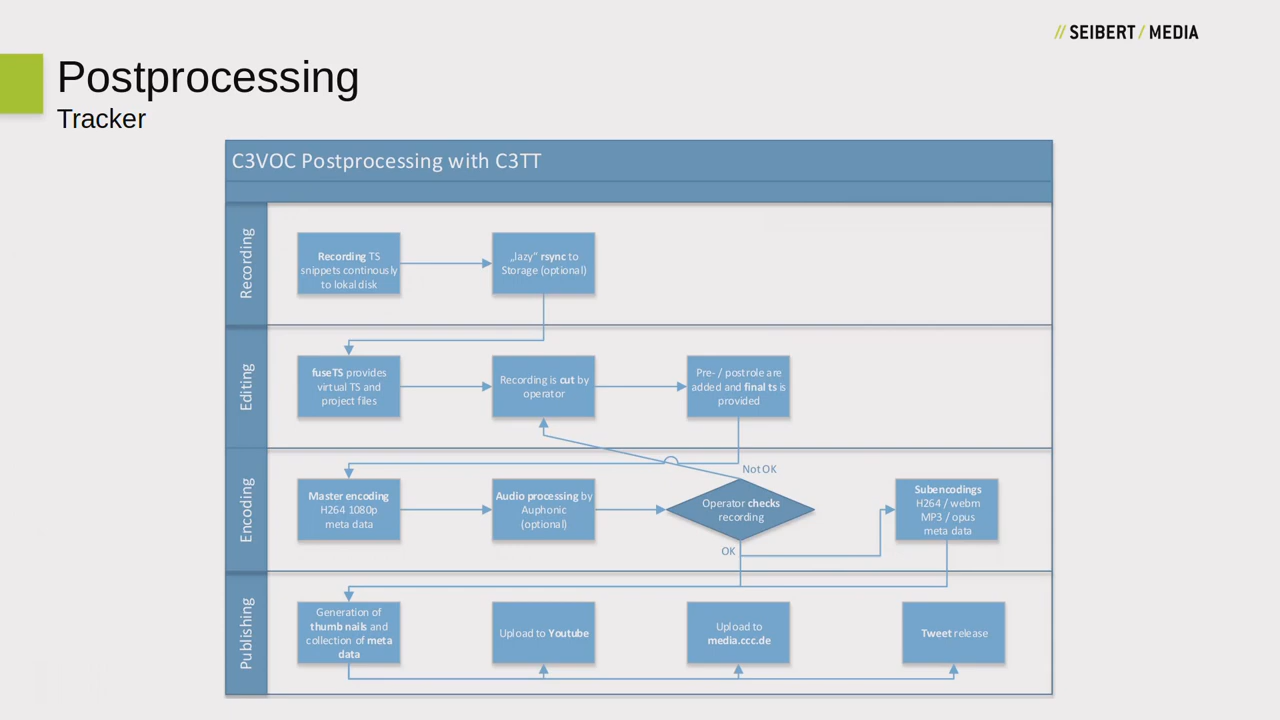 // SEIBERT / MEDIA
Postprocessing
Tracker
C3VOC Postprocessing with C3TT
Recording
Recording TS
snippets continously
to lokal disk
„lazy” rsync to
Storage (optional)
Editing
fuseTS provides
virtual TS and
project files
Recording is cut by
operator
Pre- / postrole are
added and final ts is
provided
Encoding
Master encoding
H264 1080p
meta data
Audio processing by
Auphonic
(optional)
Operator checks
recording
Not OK
OK
Subencodings
H264 / webm
MP3 / opus
meta data
Publishing
Generation of
thumbnails and
collection of meta
data
Upload to Youtube
Upload to
media.ccc.de
Tweet release